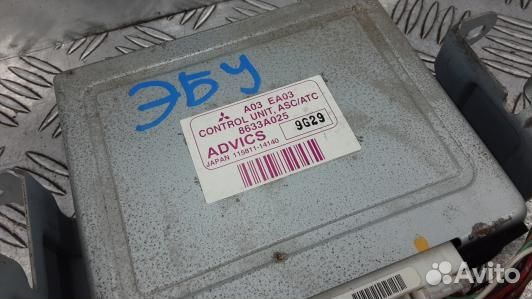 ЭБУ
A03 EA03
CONTROL UNIT, ASC/ATC
8633A025
ADVICS
9G29
JAPAN 115811-14140
Avito